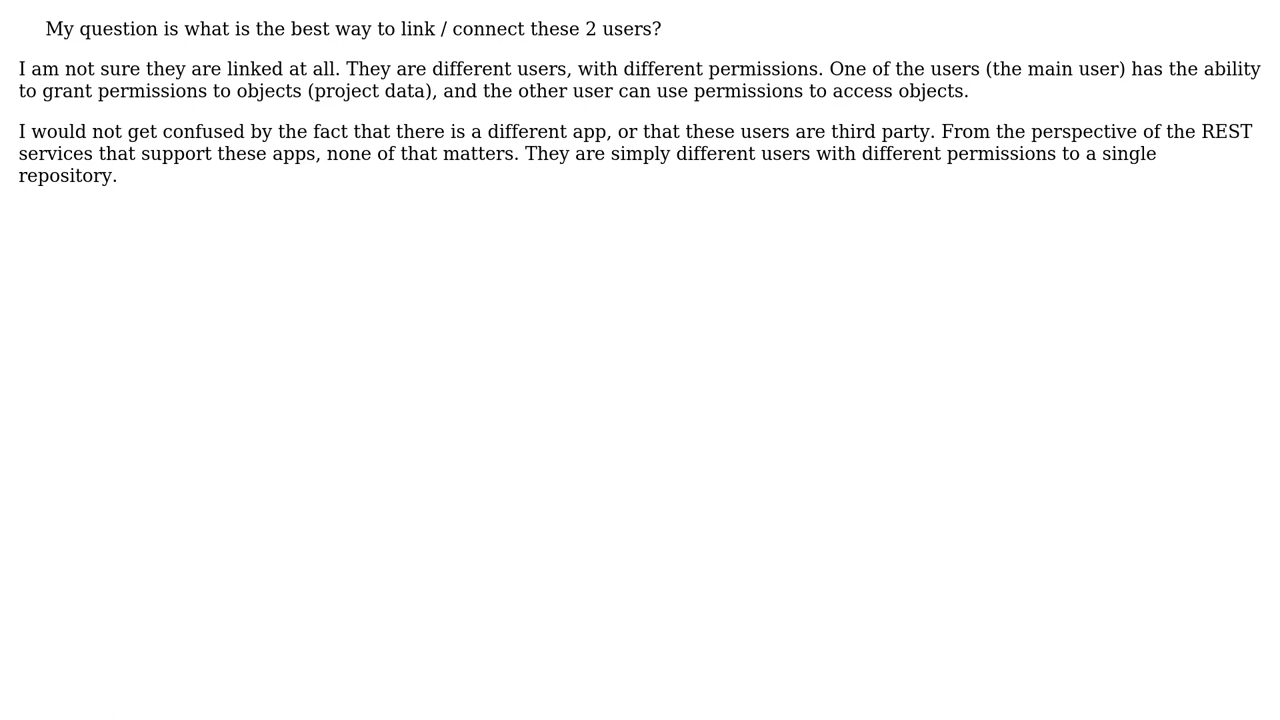 My question is what is the best way to link / connect these 2 users?
I am not sure they are linked at all. They are different users, with different permissions. One of the users (the main user) has the ability
to grant permissions to objects (project data), and the other user can use permissions to access objects.
I would not get confused by the fact that there is a different app, or that these users are third party. From the perspective of the REST
services that support these apps, none of that matters. They are simply different users with different permissions to a single
repository.